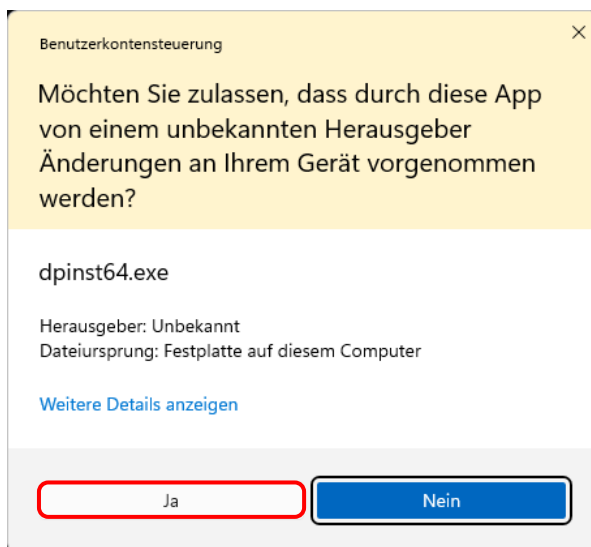 Benutzerkontensteuerung
Möchten Sie zulassen, dass durch diese App
von einem unbekannten Herausgeber
Änderungen an Ihrem Gerät vorgenommen
werden?
dpinst64.exe
Herausgeber: Unbekannt
Dateiursprung: Festplatte auf diesem Computer
Weitere Details anzeigen
Ja
Nein